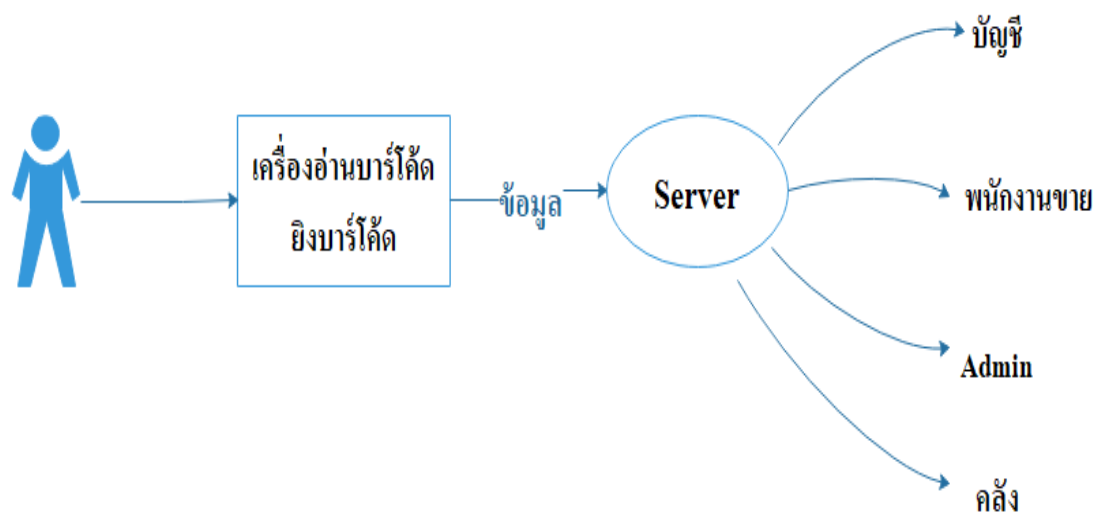 เครื่องอ่านบาร์โค้ด
ยิงบาร์โค้ด
ข้อมูล
Server
บัญชี
พนักงานขาย
Admin
คลัง